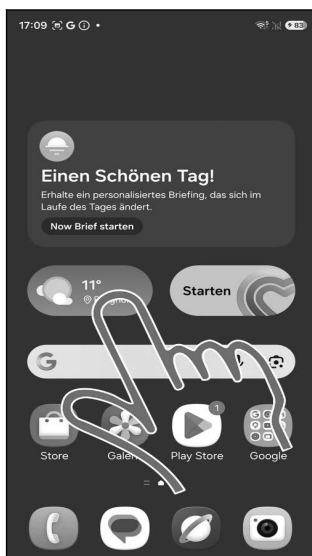 17:09 G
83
Einen Schönen Tag!
Erhalte ein personalisiertes Briefing, das sich im
Laufe des Tages ändert.
Now Brief starten
11°
Starten
G
1
Store
Play Store
Google